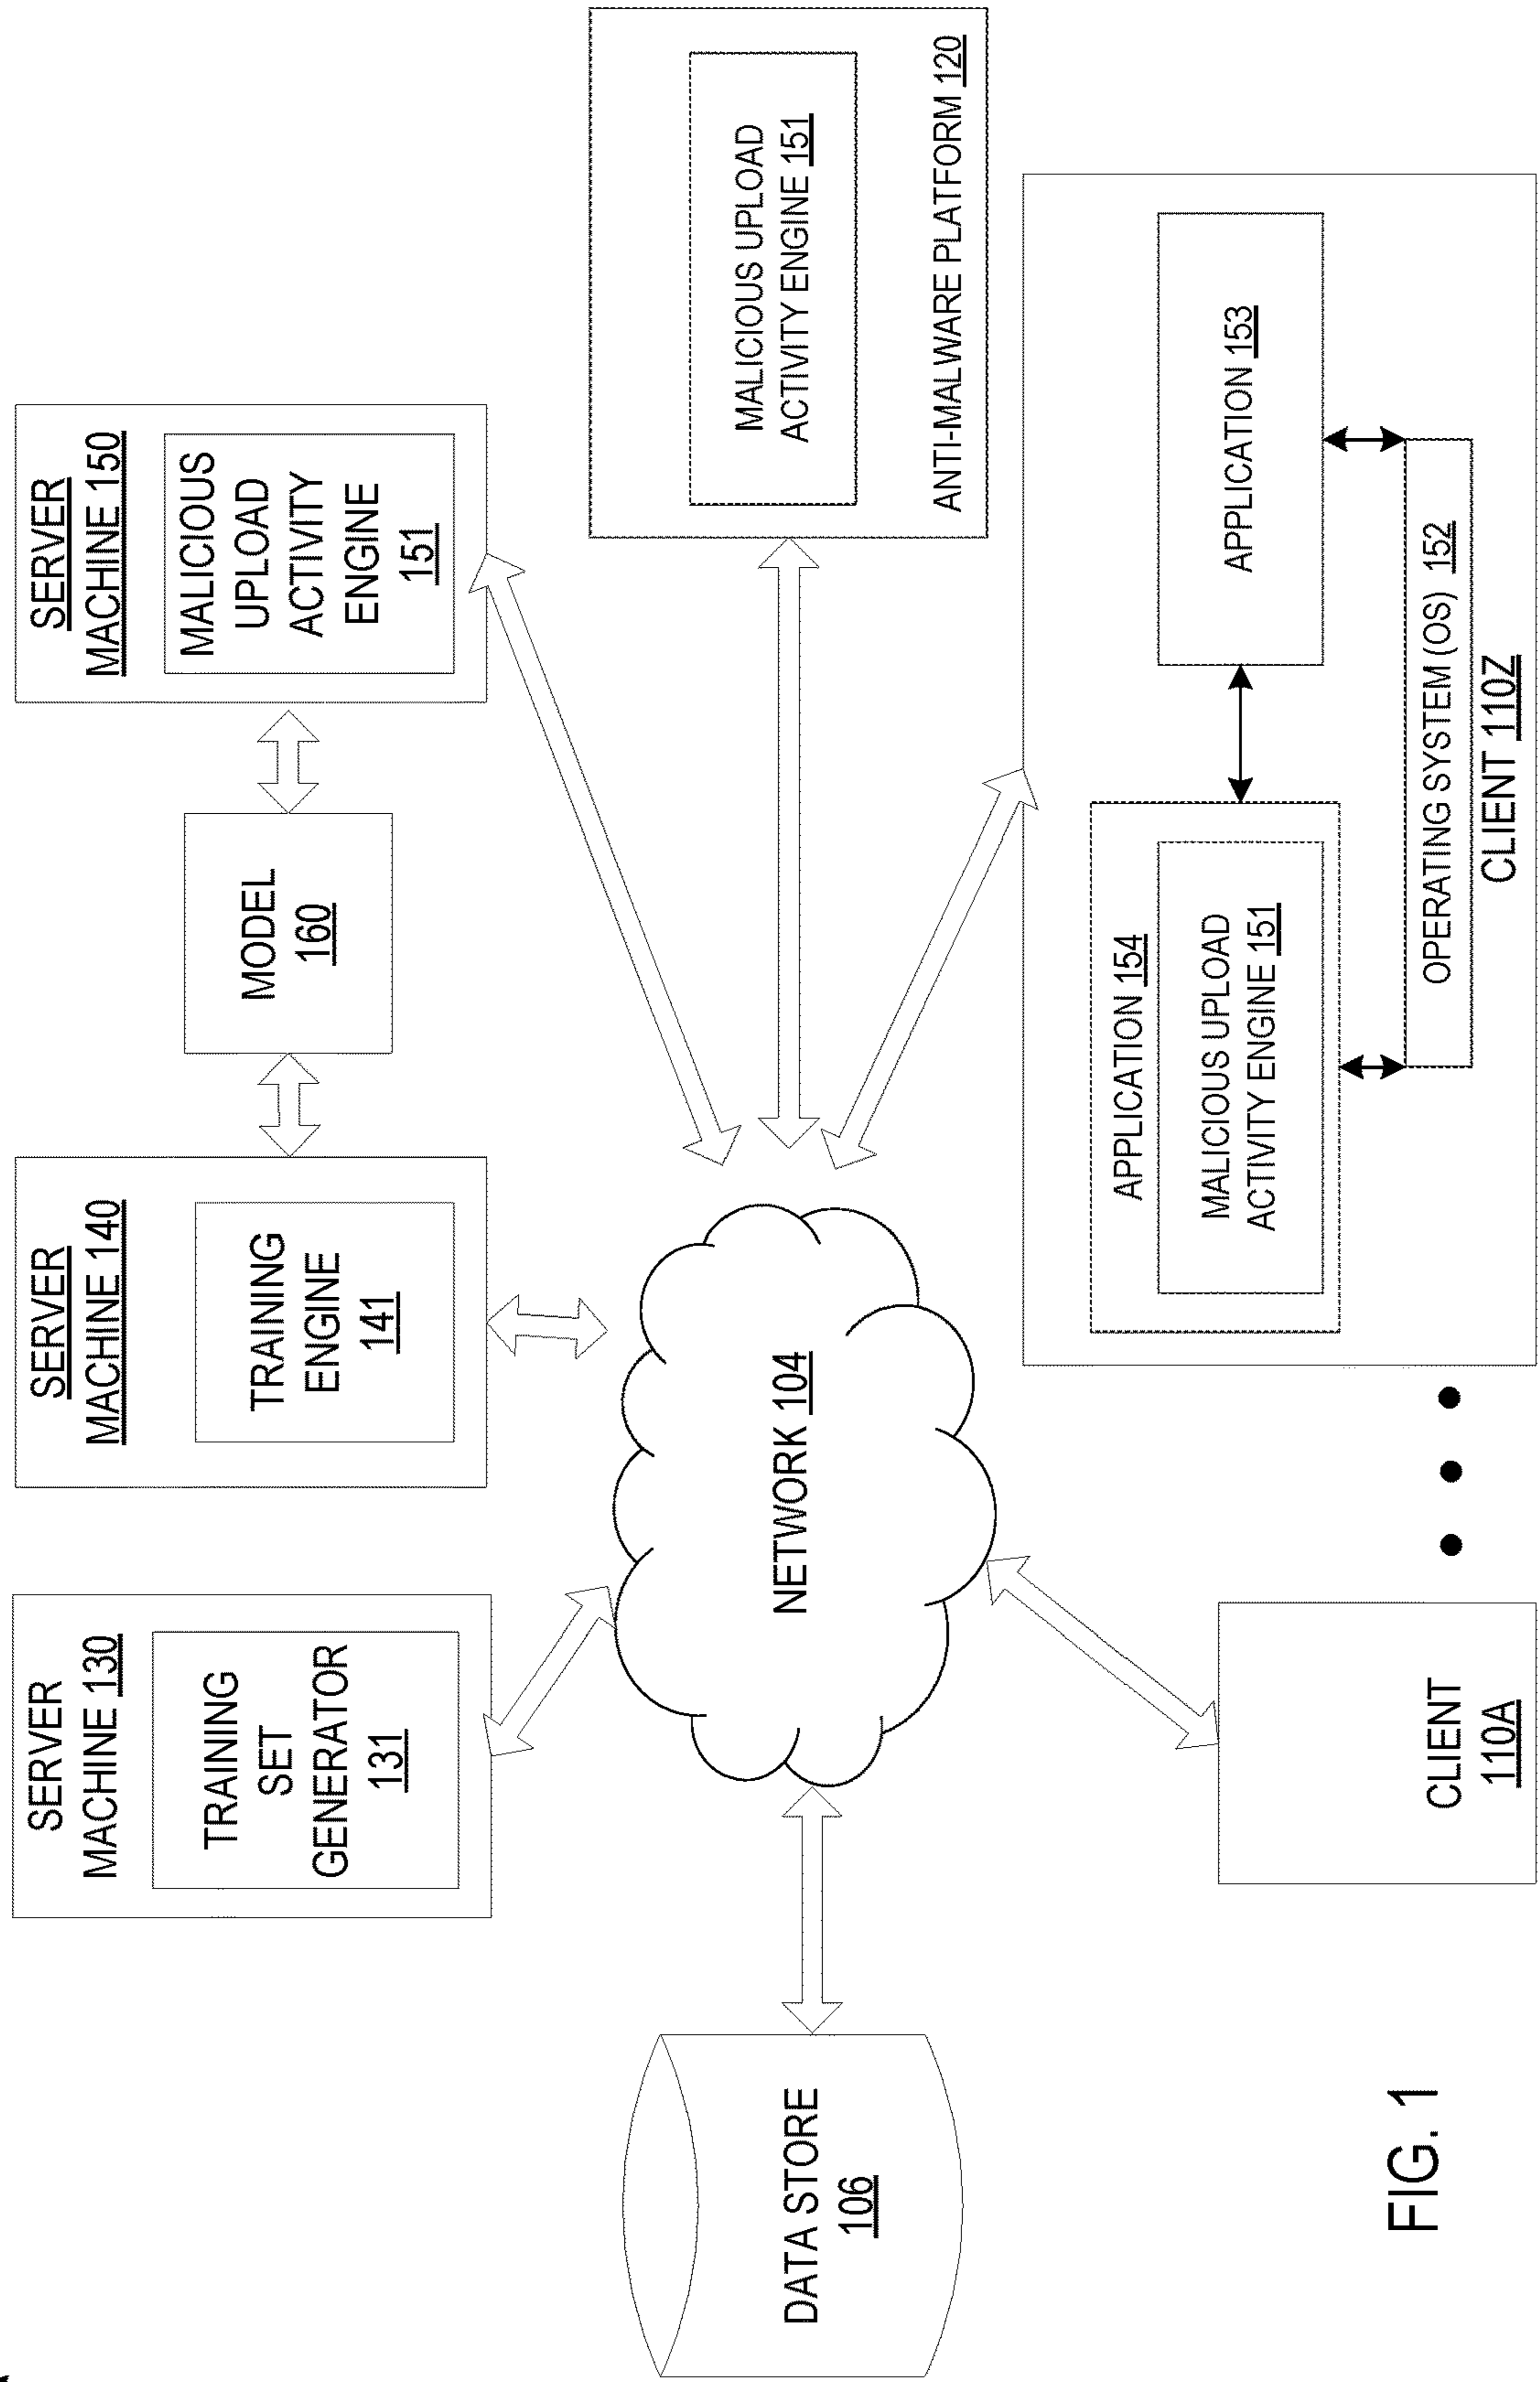 SERVER
MACHINE 130
TRAINING
SET
GENERATOR
131
SERVER
MACHINE 140
TRAINING
ENGINE
141
MODEL
160
SERVER
MACHINE 150
MALICIOUS
UPLOAD
ACTIVITY
ENGINE
151
DATA STORE
106
NETWORK 104
MALICIOUS UPLOAD
ACTIVITY ENGINE 151
ANTI-MALWARE PLATFORM 120
CLIENT
110A
APPLICATION 154
MALICIOUS UPLOAD
ACTIVITY ENGINE 151
APPLICATION 153
OPERATING SYSTEM (OS) 152
CLIENT 110Z
FIG. 1